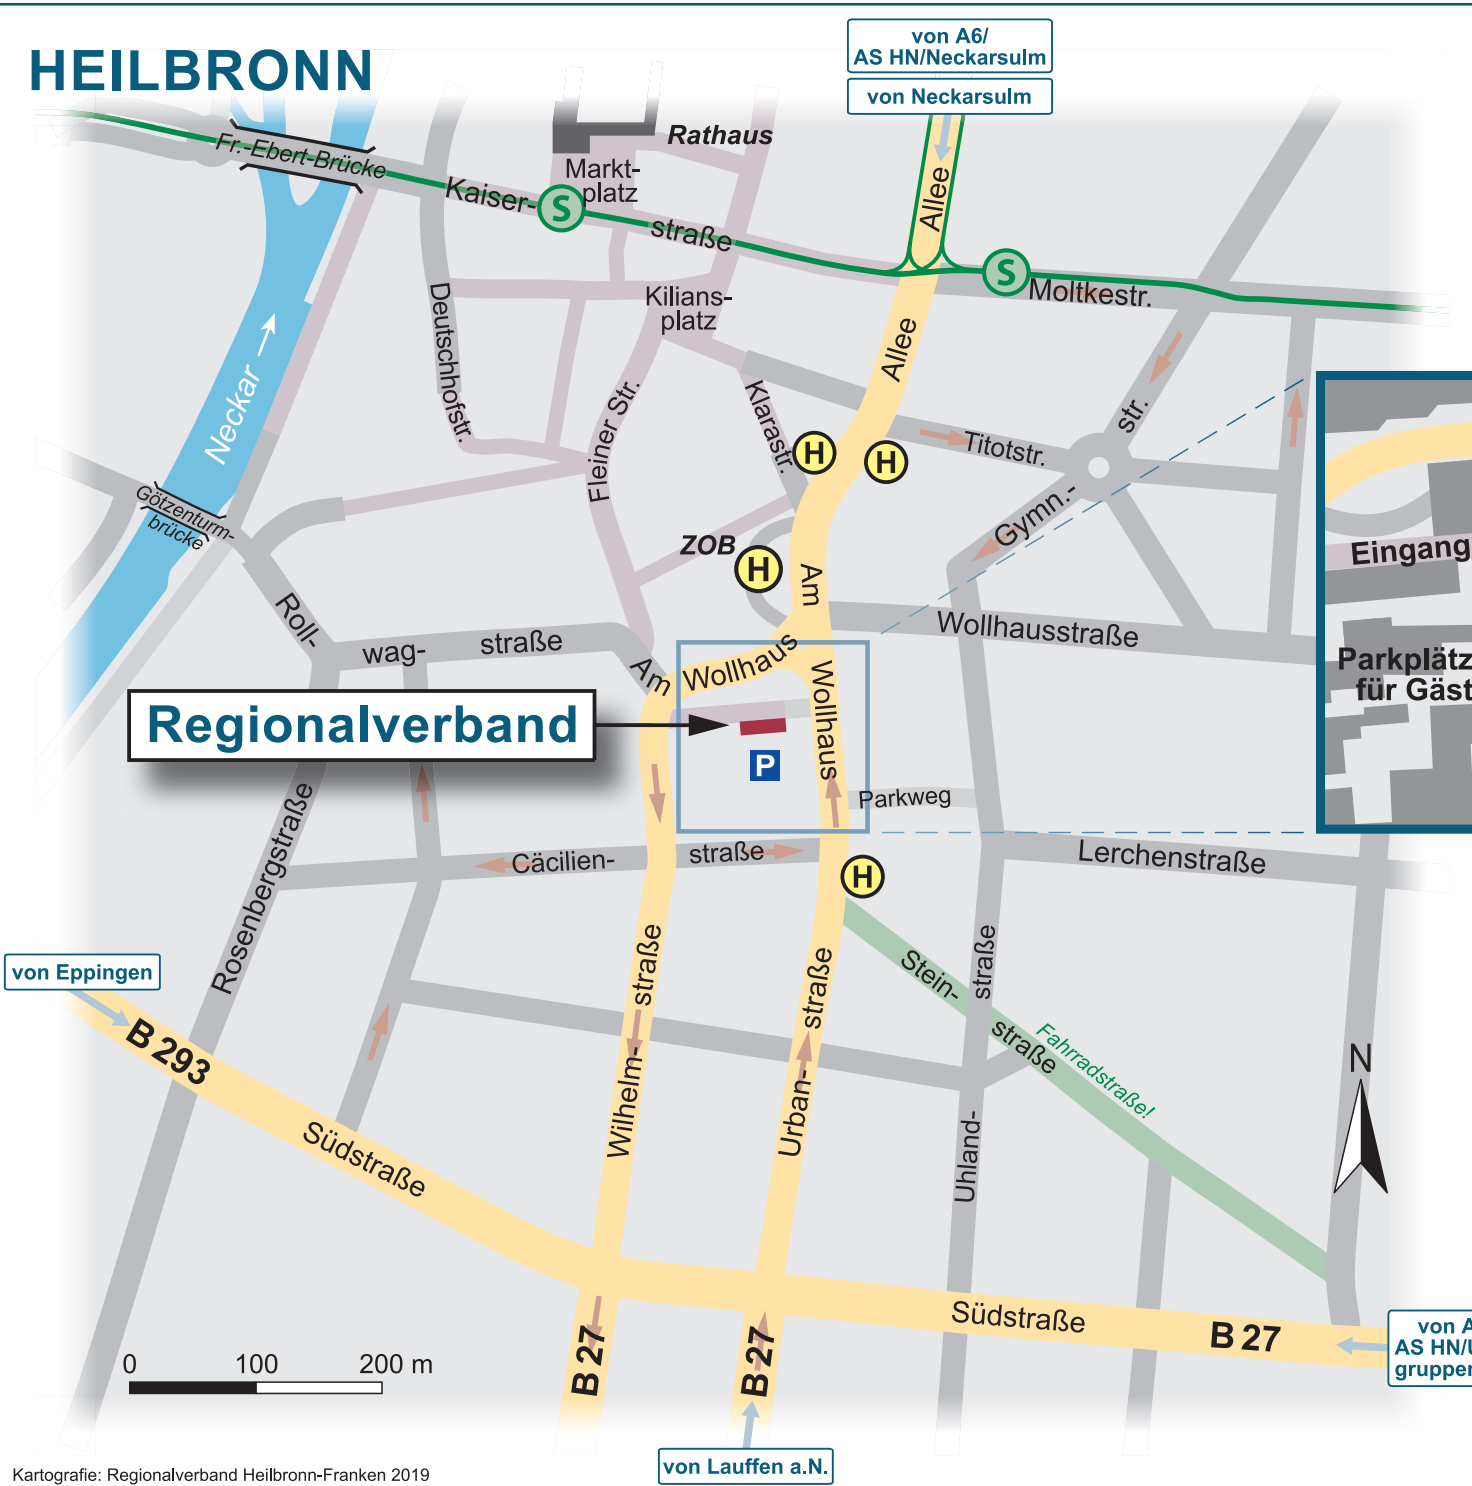 HEILBRONN
von A6/
AS HN/Neckarsulm
von Neckarsulm
Rathaus
Fr.-Ebert-Brücke
Markt-
platz
Kaiser-
S
straße
Allee
S
Moltkestr.
Kilians-
platz
Deutschhofstr.
Neckar
Allee
Klarastr.
Fleiner Str.
str.
H
H
Titotstr.
Gymn.-
Götzenturm-
brücke
ZOB
H
Am
Eingang
Roll-
wag-
straße
Wollhausstraße
Am
Wollhaus
Wollhaus
Parkplätz
für Gäst
Regionalverband
P
Parkweg
Rosenbergstraße
Cäcilien-
straße
H
Lerchenstraße
von Eppingen
B 293
straße
Wilhelm-
straße
Urban-
Stein-
straße
Fahrradstraße!
straße
Uhland-
N
Südstraße
Südstraße
B 27
B 27
B 27
von A
AS HN/U
gruppen
0
100
200 m
von Lauffen a.N.
Kartografie: Regionalverband Heilbronn-Franken 2019